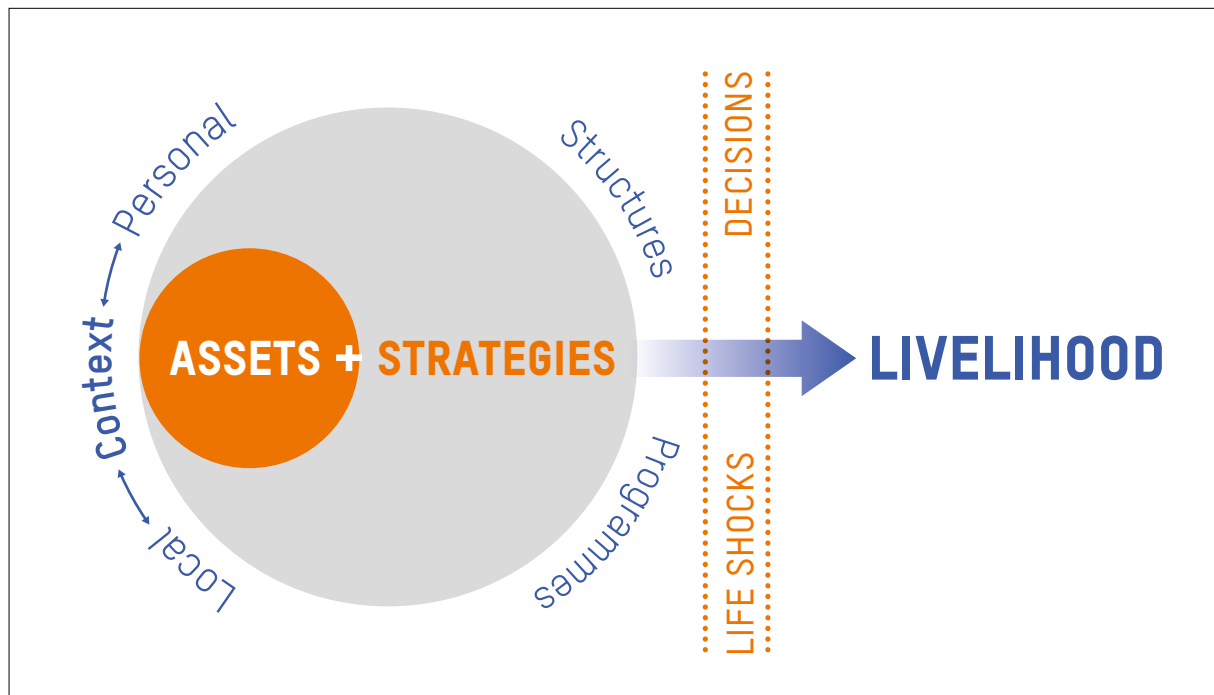 Personal
Context
Local
ASSETS + STRATEGIES
Structures
Programmes
DECISIONS
LIFE SHOCKS
LIVELIHOOD